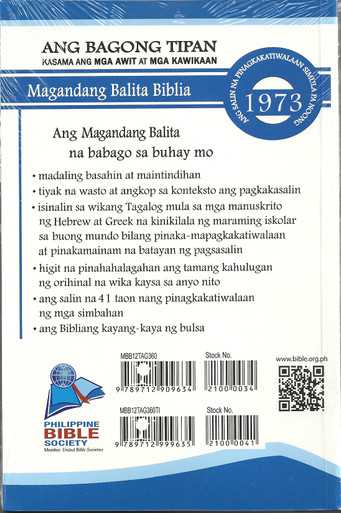 ANG BAGONG TIPAN
KASAMA ANG MGA AWIT AT MGA KAWIKAAN
Magandang Balita Biblia
ANG SALIN NA PINAGKAKATIWALAAN SIMULA PA NOONG
1973
Ang Magandang Balita
na babago sa buhay mo
• madaling basahin at maintindihan
• tiyak na wasto at angkop sa konteksto ang pagkakasalin
• isinalin sa wikang Tagalog mula sa mga manuskrito
ng Hebrew at Greek na kinikilala ng maraming iskolar
sa buong mundo bilang pinaka-mapagkakatiwalaan
at pinakamainam na batayan ng pagsasalin
• higit na pinahahalagahan ang tamang kahulugan
ng orihinal na wika kaysa sa anyo nito
• ang salin na 41 taon nang pinagkakatiwalaan
ng mga simbahan
• ang Bibliang kayang-kaya ng bulsa
MBB12TAG360
Stock No.
www.bible.org.ph
9 789712 909634
2100 0034
MBB12TAG360TI
Stock No.
9 789712 999635
2100 0041
PHILIPPINE
BIBLE
SOCIETY
Member: United Bible Societies